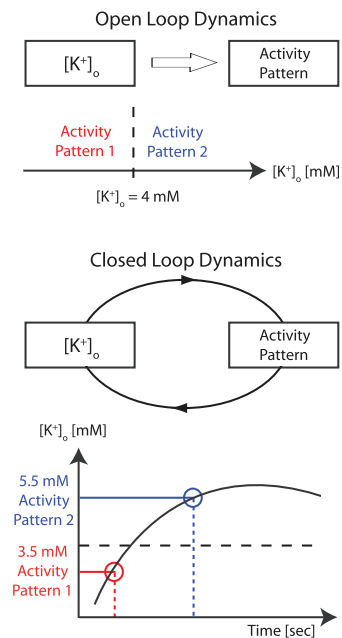 Open Loop Dynamics
[K⁺]ₒ
Activity
Pattern
Activity
Pattern 1
Activity
Pattern 2
[K⁺]ₒ [mM]
[K⁺]ₒ = 4 mM
Closed Loop Dynamics
[K⁺]ₒ
Activity
Pattern
[K⁺]ₒ [mM]
5.5 mM
Activity
Pattern 2
3.5 mM
Activity
Pattern 1
Time [sec]